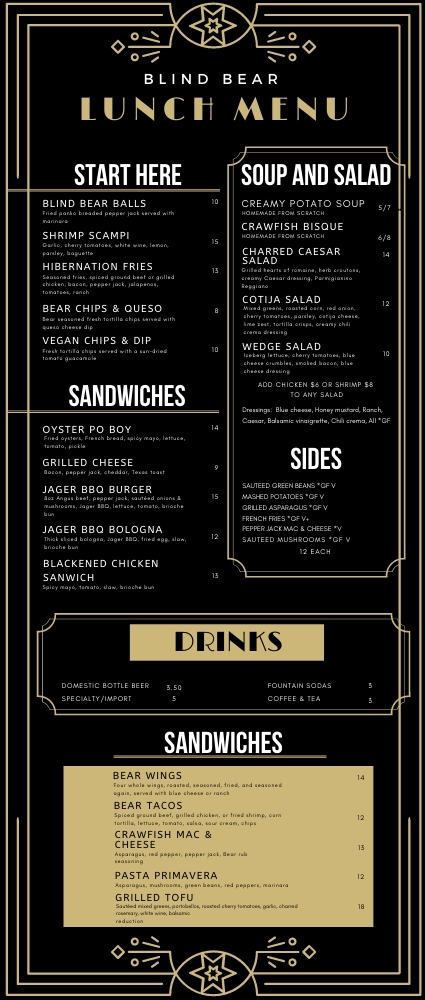 BLIND BEAR
LUNCH MENU
START HERE
BLIND BEAR BALLS 10
Fried panko breaded pepper jack served with
marinara
SHRIMP SCAMPI 15
Garlic, cherry tomatoes, white wine, lemon,
parsley, baguette
HIBERNATION FRIES 13
Seasoned fries, spiced ground beef or grilled
chicken, bacon, pepper jack, jalapenos,
tomatoes, ranch
BEAR CHIPS & QUESO 8
Bear seasoned fresh tortilla chips served with
queso cheese dip
VEGAN CHIPS & DIP 10
Fresh tortilla chips served with a sun-dried
tomato guacamole
SANDWICHES
OYSTER PO BOY 14
Fried oysters, French bread, spicy mayo, lettuce,
tomato, pickle
GRILLED CHEESE 9
Bacon, pepper jack, cheddar, Texas toast
JAGER BBQ BURGER 15
8oz Angus beef, pepper jack, sautéed onions &
mushrooms, Jager BBQ, lettuce, tomato, brioche
bun
JAGER BBQ BOLOGNA 12
Thick sliced bologna, Jager BBQ, fried egg, slaw,
brioche bun
BLACKENED CHICKEN
SANWICH 13
Spicy mayo, tomato, slaw, brioche bun
SOUP AND SALAD
CREAMY POTATO SOUP 5/7
HOMEMADE FROM SCRATCH
CRAWFISH BISQUE 6/8
HOMEMADE FROM SCRATCH
CHARRED CAESAR 14
SALAD
Grilled hearts of romaine, herb croutons,
creamy Caesar dressing, Parmigianino
Reggiano
COTIJA SALAD 12
Mixed greens, roasted corn, red onion,
cherry tomatoes, parsley, cotija cheese,
lime zest, tortilla crisps, creamy chili
crema dressing
WEDGE SALAD 10
Iceberg lettuce, cherry tomatoes, blue
cheese crumbles, smoked bacon, blue
cheese dressing
ADD CHICKEN $6 OR SHRIMP $8
TO ANY SALAD
Dressings: Blue cheese, Honey mustard, Ranch,
Caesar, Balsamic vinaigrette, Chili crema, All *GF
SIDES
SAUTEED GREEN BEANS *GF V
MASHED POTATOES *GF V
GRILLED ASPARAGUS *GF V
FRENCH FRIES *GF V+
PEPPER JACK MAC & CHEESE *V
SAUTEED MUSHROOMS *GF V
12 EACH
DRINKS
DOMESTIC BOTTLE BEER 3.50
SPECIALTY/IMPORT 5
FOUNTAIN SODAS 3
COFFEE & TEA 3
SANDWICHES
BEAR WINGS 14
Four whole wings, roasted, seasoned, fried, and seasoned
again, served with blue cheese or ranch
BEAR TACOS 12
Spiced ground beef, grilled chicken, or fried shrimp, corn
tortilla, lettuce, tomato, salsa, sour cream, chips
CRAWFISH MAC &
CHEESE 13
Asparagus, red pepper, pepper jack, Bear rub
seasoning
PASTA PRIMAVERA 12
Asparagus, mushrooms, green beans, red peppers, marinara
GRILLED TOFU 18
Sautéed mixed greens, portobellos, roasted cherry tomatoes, garlic, charred
rosemary, white wine, balsamic
reduction